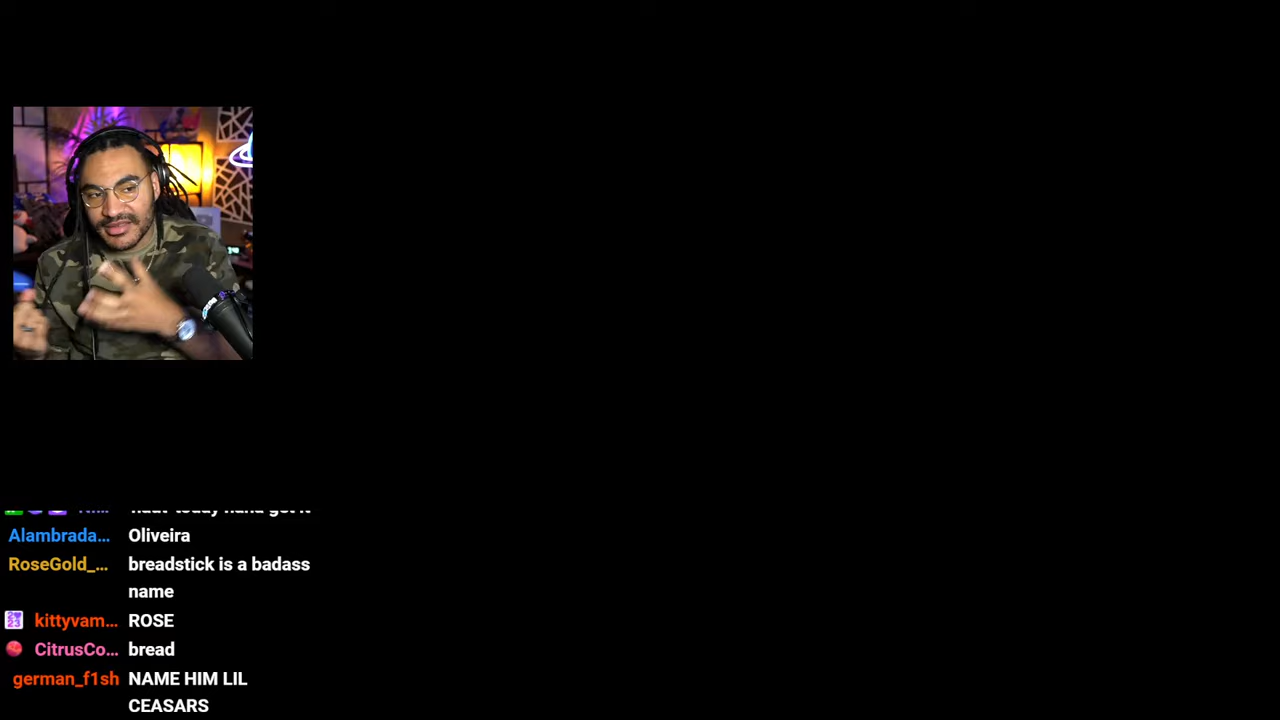 Alambrada... Oliveira
RoseGold_... breadstick is a badass
name
kittyvam... ROSE
CitrusCo... bread
german_f1sh NAME HIM LIL
CEASARS